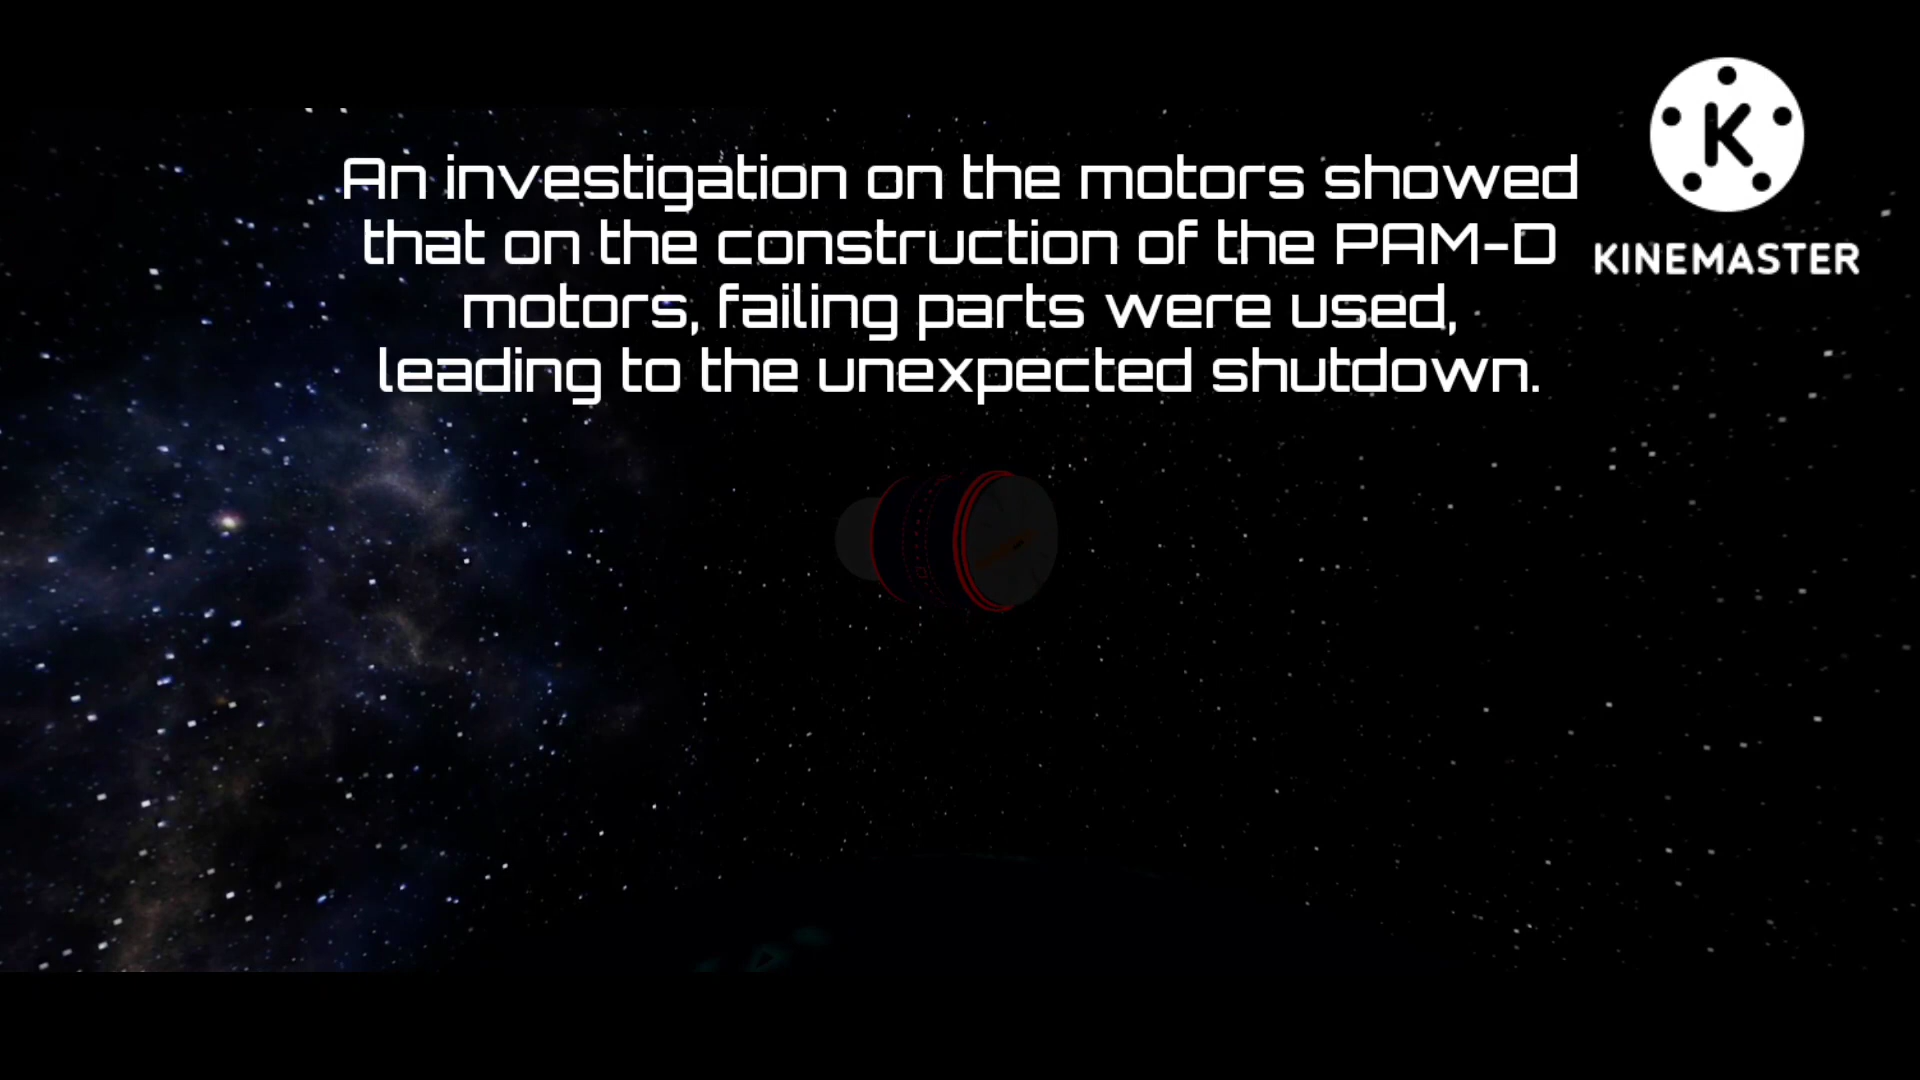 An investigation on the motors showed
that on the construction of the PAM-D
motors, failing parts were used,
leading to the unexpected shutdown.
K
KINEMASTER